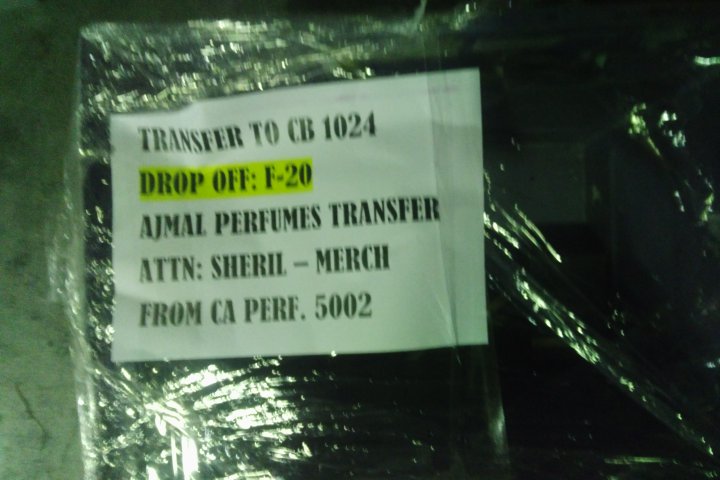 TRANSFER TO CB 1024
DROP OFF: F-20
AJMAL PERFUMES TRANSFER
ATTN: SHERIL – MERCH
FROM CA PERF. 5002